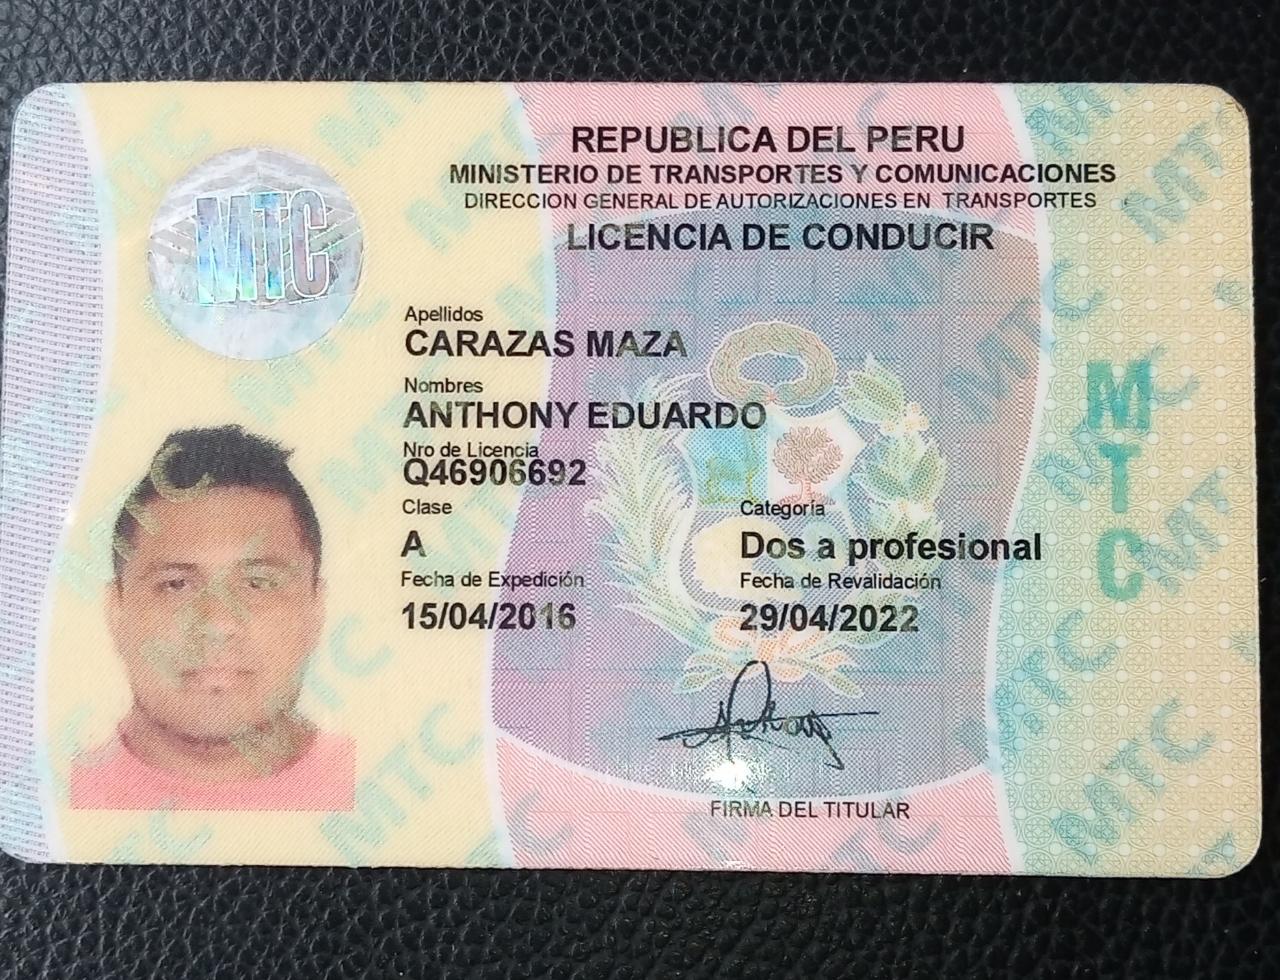 REPUBLICA DEL PERU
MINISTERIO DE TRANSPORTES Y COMUNICACIONES
DIRECCION GENERAL DE AUTORIZACIONES EN TRANSPORTES
LICENCIA DE CONDUCIR
MTC
Apellidos
CARAZAS MAZA
Nombres
ANTHONY EDUARDO
Nro de Licencia
Q46906692
Clase Categoría
A Dos a profesional
Fecha de Expedición Fecha de Revalidación
15/04/2016 29/04/2022
FIRMA DEL TITULAR
M
T
C